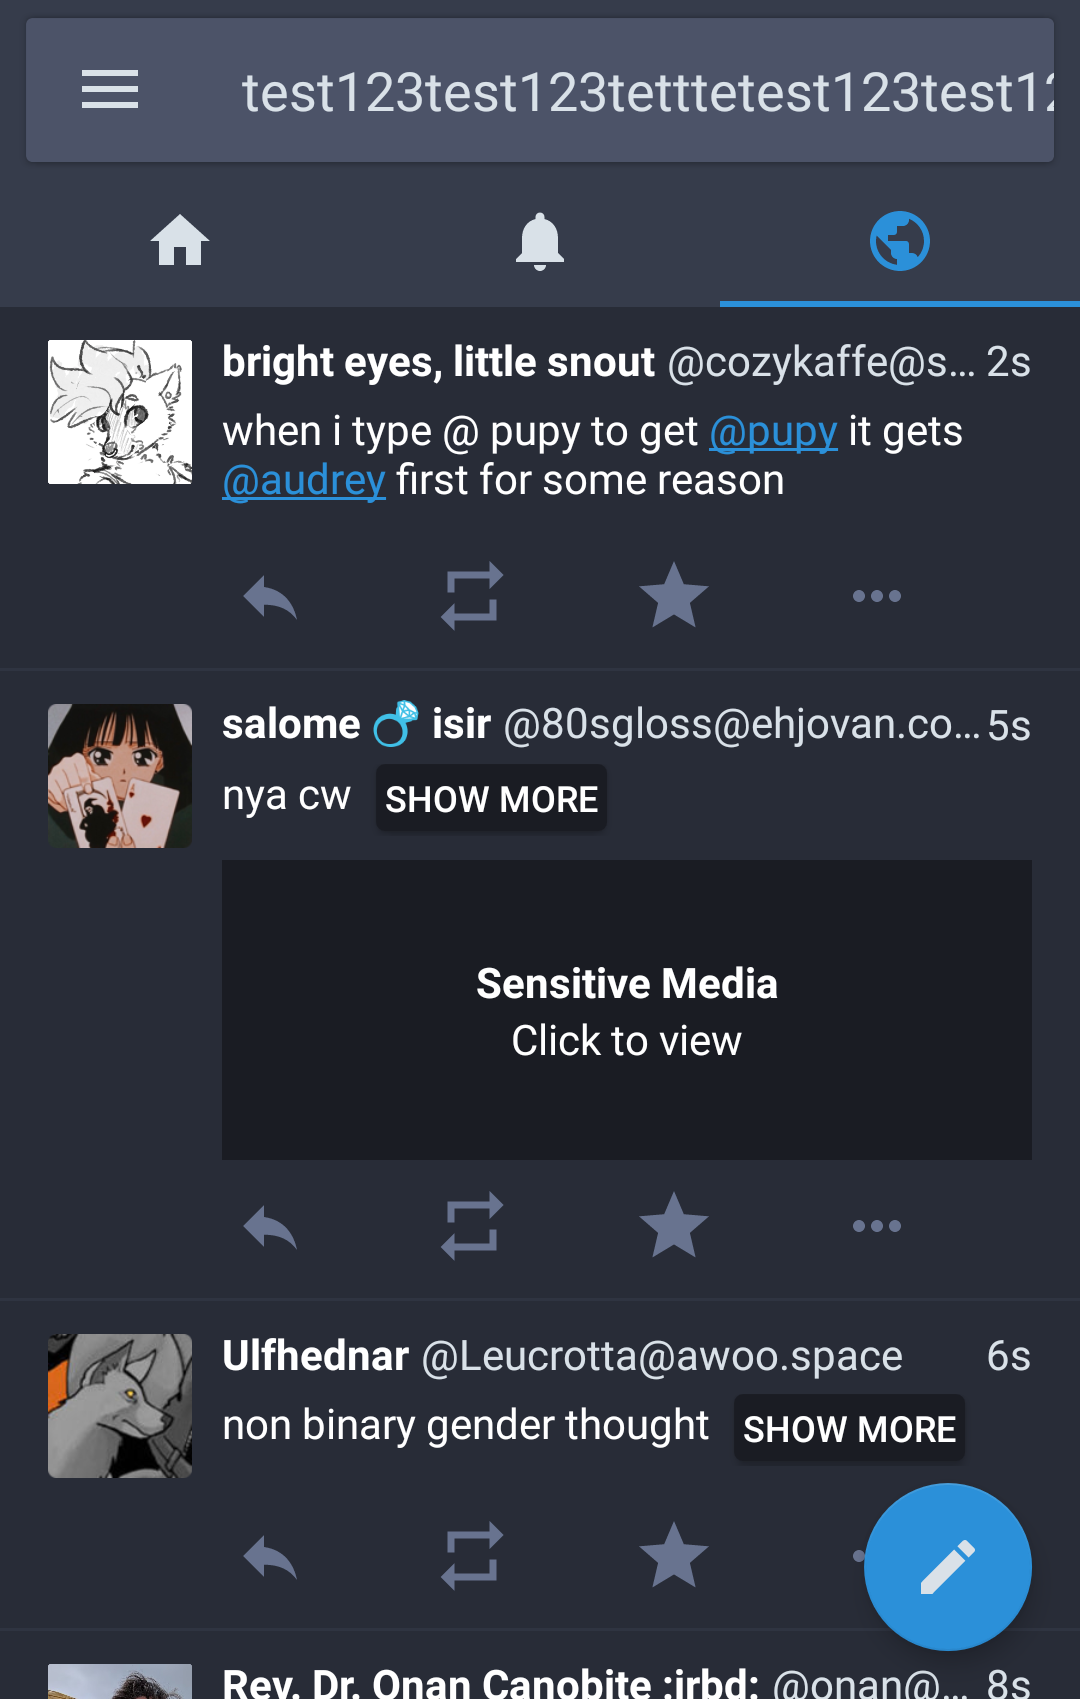 test123test123tetttetest123test12
bright eyes, little snout @cozykaffe@s... 2s
when i type @ pupy to get @pupy it gets
@audrey first for some reason
salome 💍 isir @80sgloss@ehjovan.co... 5s
nya cw SHOW MORE
Sensitive Media
Click to view
Ulfhednar @Leucrotta@awoo.space 6s
non binary gender thought SHOW MORE
Rev. Dr. Onan Canobite :irbd: @onan@... 8s